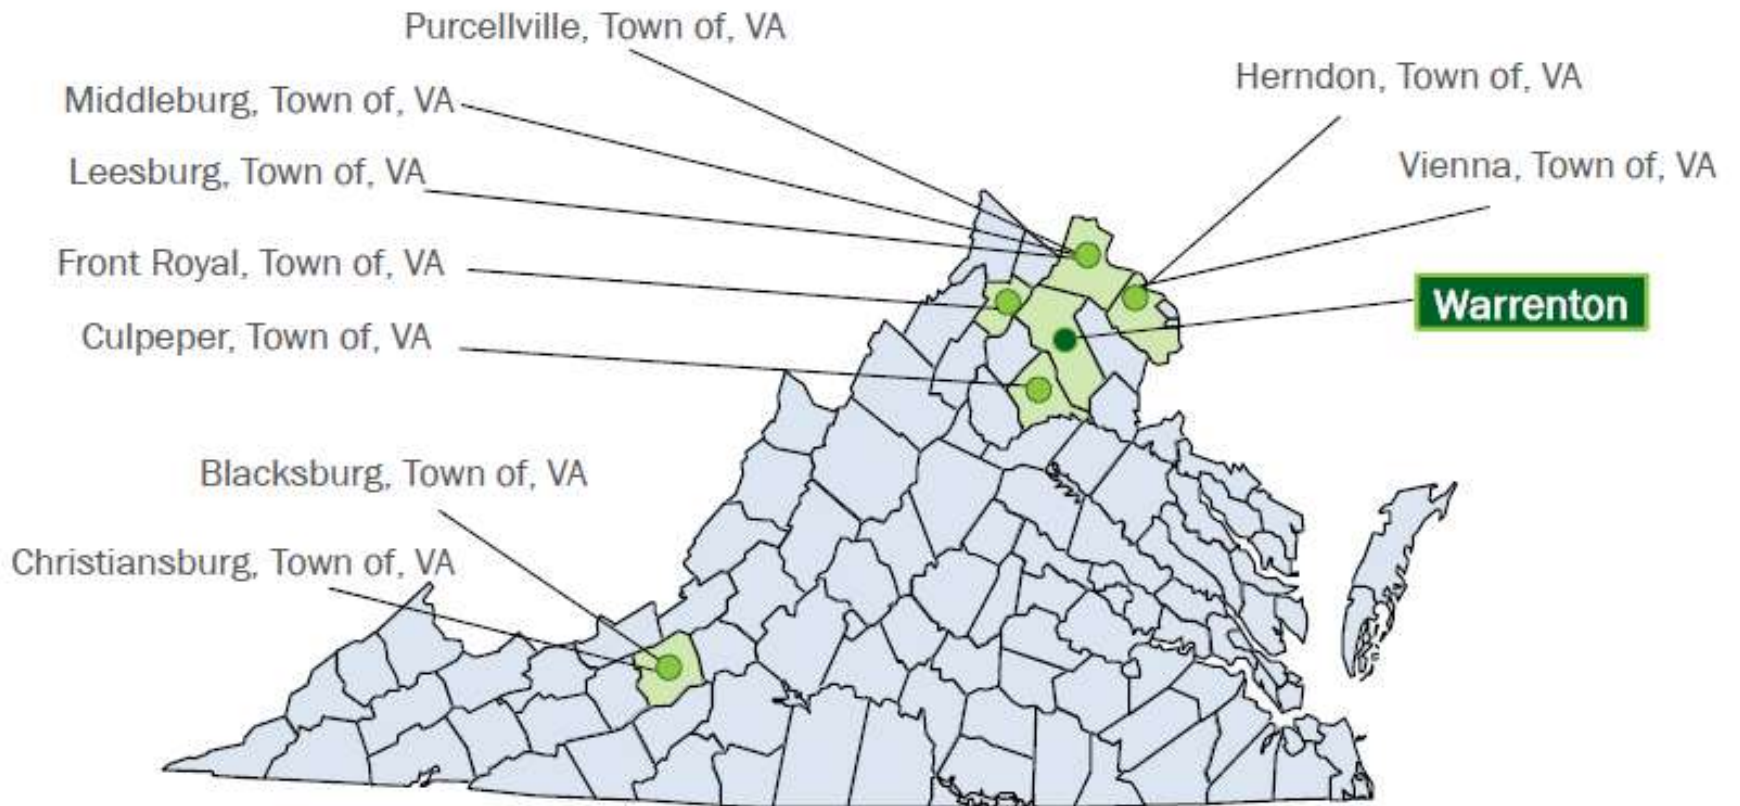 Purcellville, Town of, VA
Herndon, Town of, VA
Middleburg, Town of, VA
Vienna, Town of, VA
Leesburg, Town of, VA
Front Royal, Town of, VA
Warrenton
Culpeper, Town of, VA
Blacksburg, Town of, VA
Christiansburg, Town of, VA